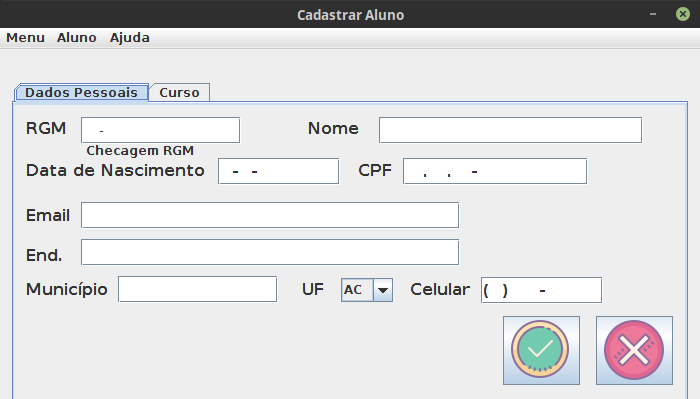 Cadastrar Aluno
Menu Aluno Ajuda
Dados Pessoais Curso
RGM - Nome
Checagem RGM
Data de Nascimento - - CPF . . -
Email
End.
Município UF AC Celular ( ) -